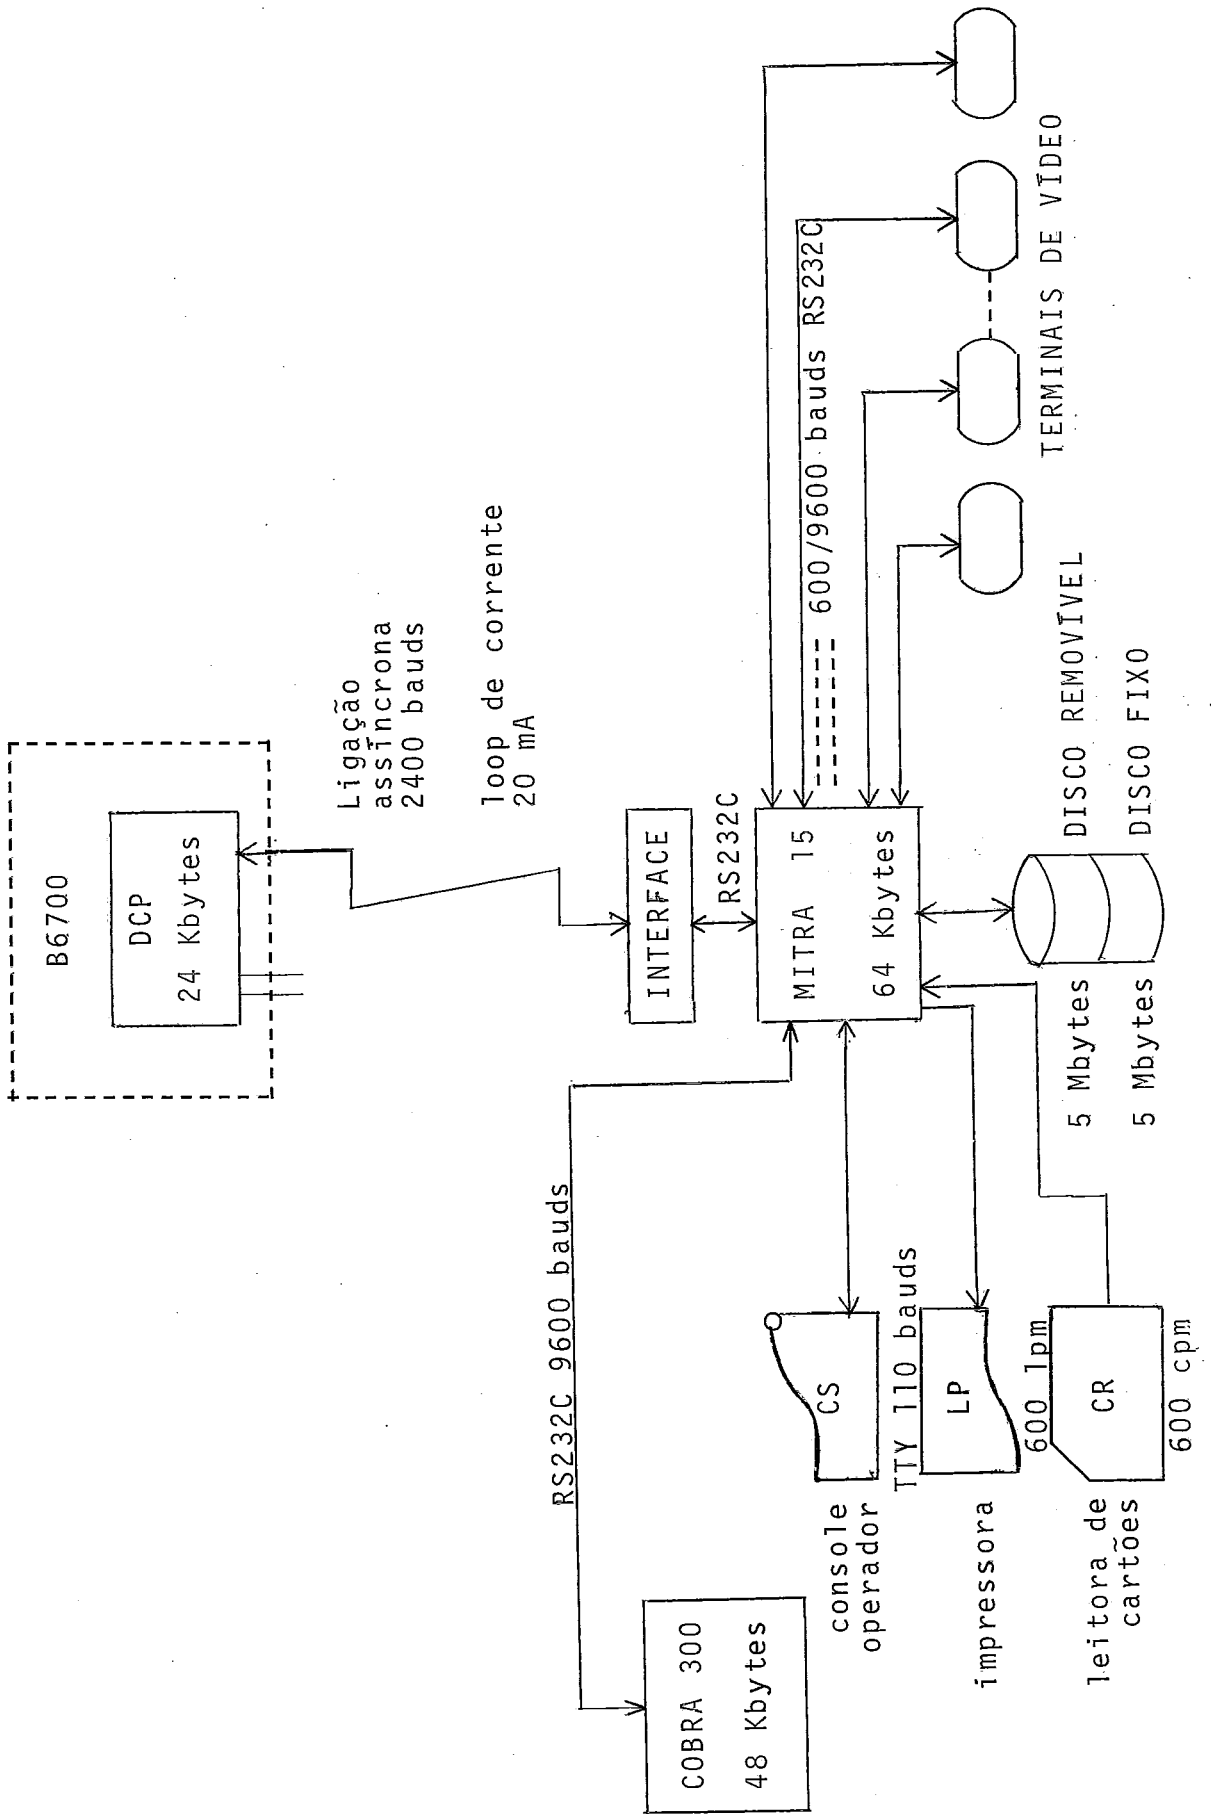 B6700
DCP
24 Kbytes
Ligação
assíncrona
2400 bauds
loop de corrente
20 mA
INTERFACE
RS232C
MITRA 15
64 Kbytes
600/9600 bauds RS232C
TERMINAIS DE VÍDEO
DISCO REMOVÍVEL
DISCO FIXO
5 Mbytes
5 Mbytes
RS232C 9600 bauds
COBRA 300
48 Kbytes
CS
console
operador
TTY 110 bauds
LP
impressora
600 lpm
CR
leitora de
cartões
600 cpm